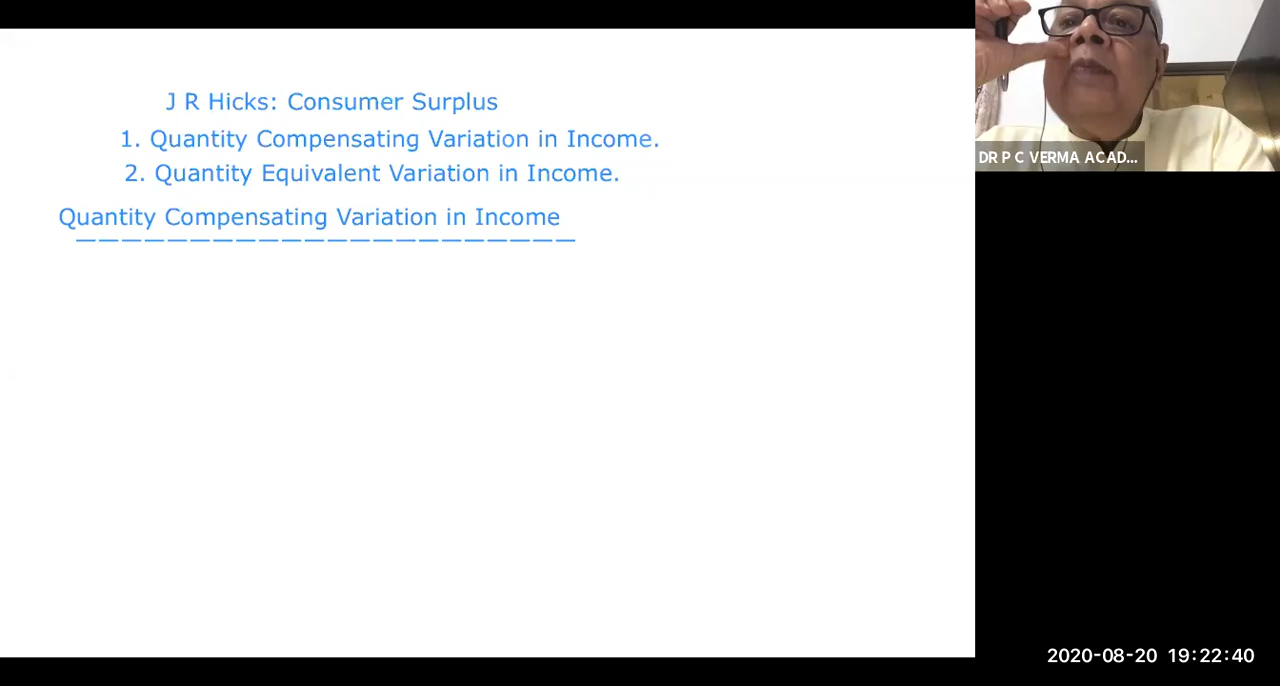 J R Hicks: Consumer Surplus
1. Quantity Compensating Variation in Income.
2. Quantity Equivalent Variation in Income.
Quantity Compensating Variation in Income
DR P C VERMA ACAD...
2020-08-20 19:22:40